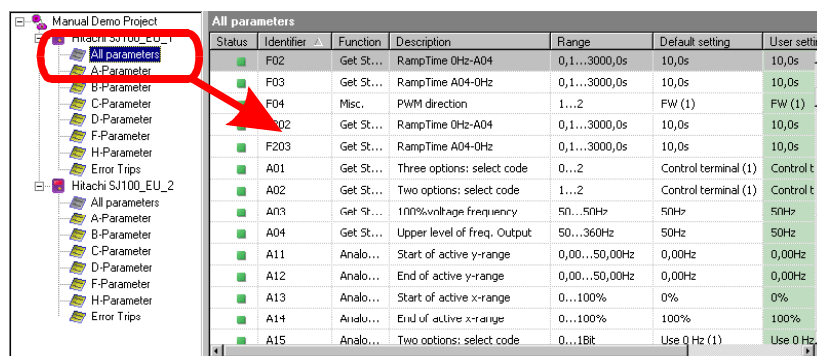 Manual Demo Project
Hitachi SJ100_EU_1
All parameters
A-Parameter
B-Parameter
C-Parameter
D-Parameter
F-Parameter
H-Parameter
Error Trips
Hitachi SJ100_EU_2
All parameters
A-Parameter
B-Parameter
C-Parameter
D-Parameter
F-Parameter
H-Parameter
Error Trips
All parameters
Status Identifier Function Description Range Default setting User setti
F02 Get St... RampTime 0Hz-A04 0,1...3000,0s 10,0s 10,0s
F03 Get St... RampTime A04-0Hz 0,1...3000,0s 10,0s 10,0s
F04 Misc. PWM direction 1...2 FW (1) FW (1)
202 Get St... RampTime 0Hz-A04 0,1...3000,0s 10,0s 10,0s
F203 Get St... RampTime A04-0Hz 0,1...3000,0s 10,0s 10,0s
A01 Get St... Three options: select code 0...2 Control terminal (1) Control t
A02 Get St... Two options: select code 1...2 Control terminal (1) Control t
A03 Get St... 100%voltage frequency 50...50Hz 50Hz 50Hz
A04 Get St... Upper level of freq. Output 50...360Hz 50Hz 50Hz
A11 Analo... Start of active y-range 0,00...50,00Hz 0,00Hz 0,00Hz
A12 Analo... End of active y-range 0,00...50,00Hz 0,00Hz 0,00Hz
A13 Analo... Start of active x-range 0...100% 0% 0%
A14 Analo... End of active x-range 0...100% 100% 100%
A15 Analo... Two options: select code 0...1Bit Use 0 Hz (1) Use 0 Hz